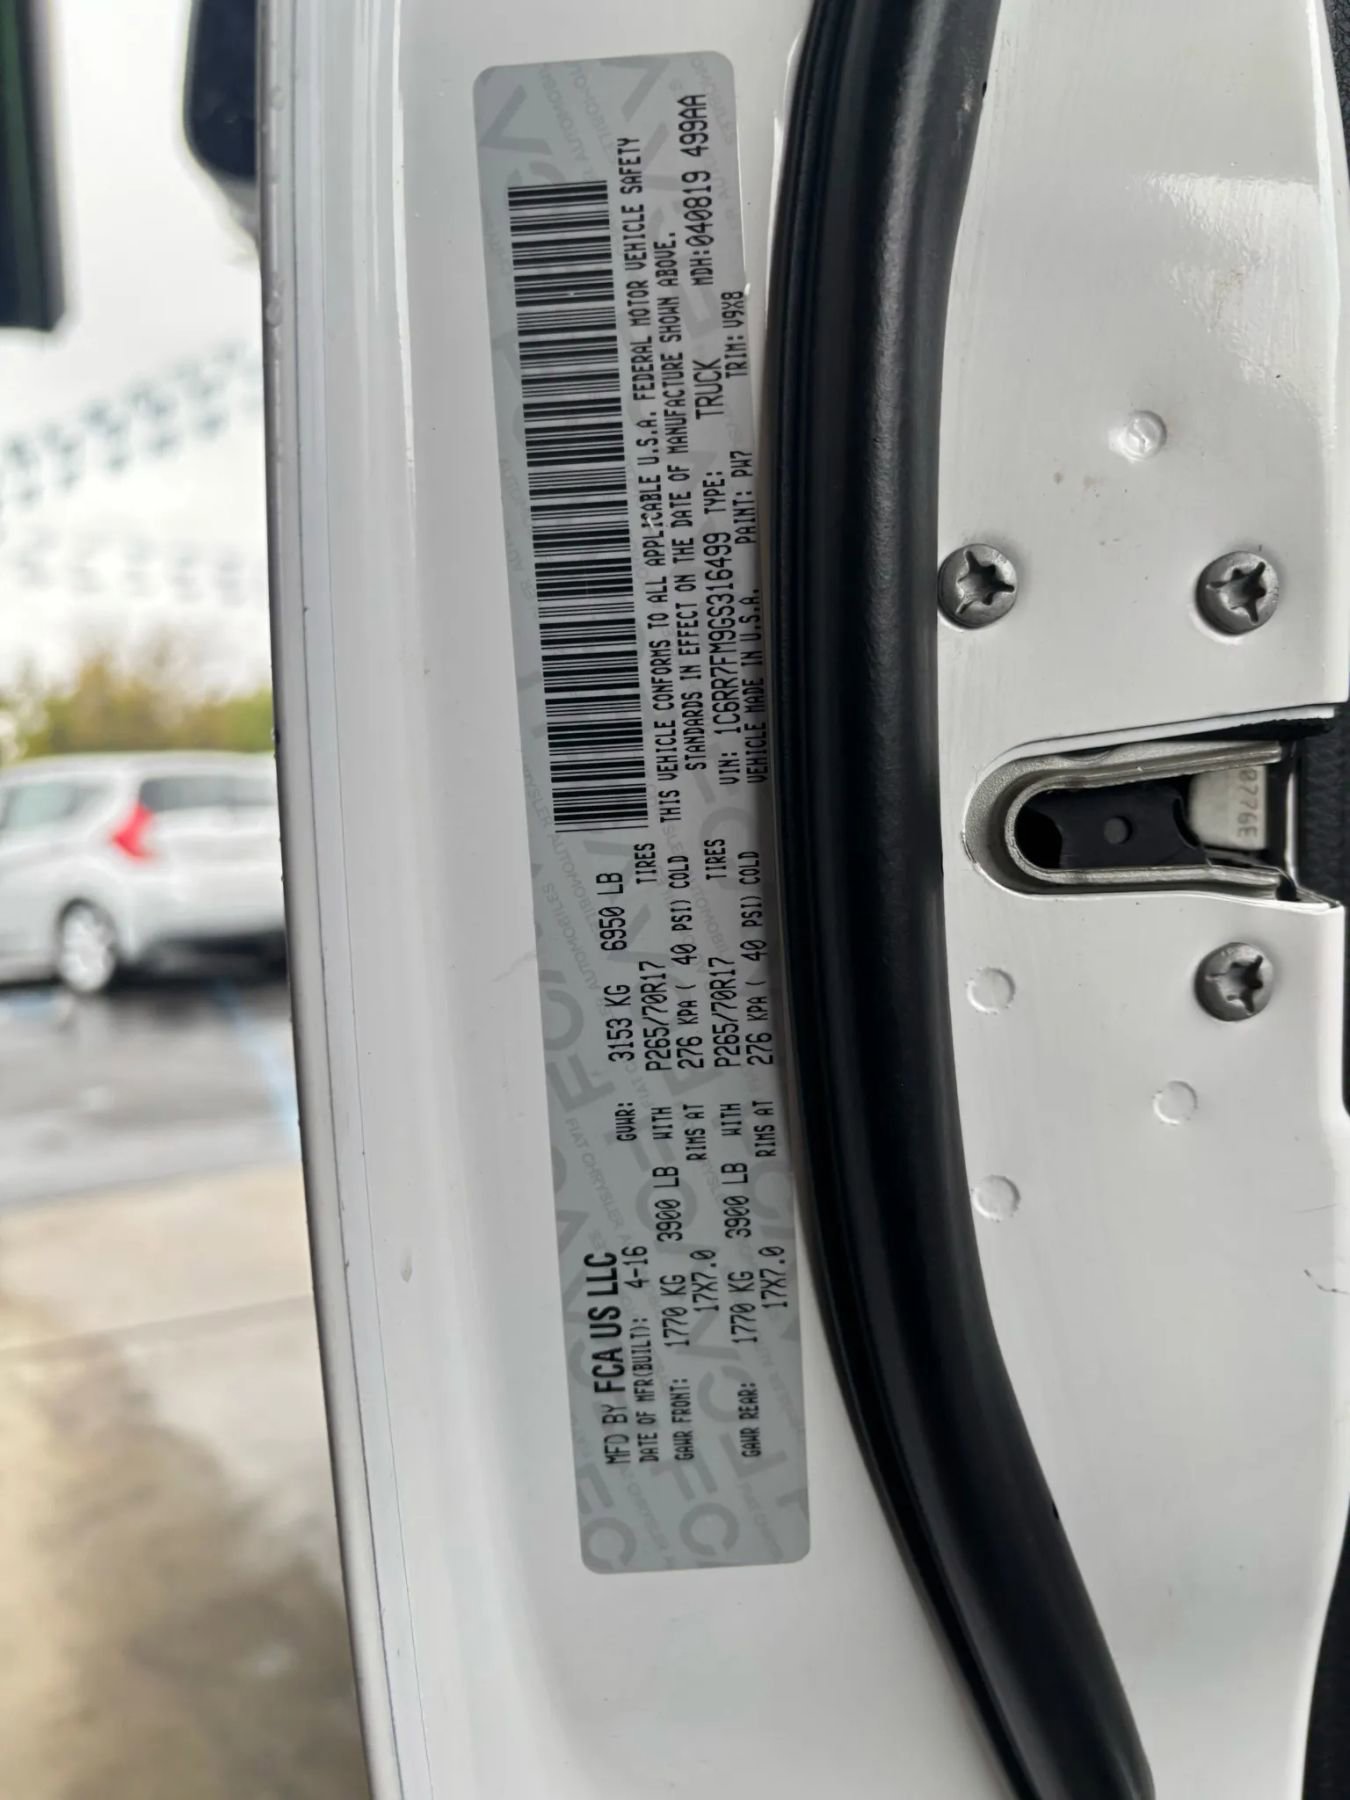 MFD BY FCA US LLC
DATE OF MFR(BUILT): 4-16 GVWR: 3153 KG 6950 LB
GAWR FRONT: 1770 KG 3900 LB WITH P265/70R17 TIRES
17X7.0 RIMS AT 276 KPA ( 40 PSI) COLD
GAWR REAR: 1770 KG 3900 LB WITH P265/70R17 TIRES
17X7.0 RIMS AT 276 KPA ( 40 PSI) COLD
THIS VEHICLE CONFORMS TO ALL APPLICABLE U.S.A. FEDERAL MOTOR VEHICLE SAFETY
STANDARDS IN EFFECT ON THE DATE OF MANUFACTURE SHOWN ABOVE.
MDH:040819 499AA
VIN: 1C6RR7FM9GS316499 TYPE: TRUCK
VEHICLE MADE IN U.S.A. PAINT: PW7 TRIM: V9X8